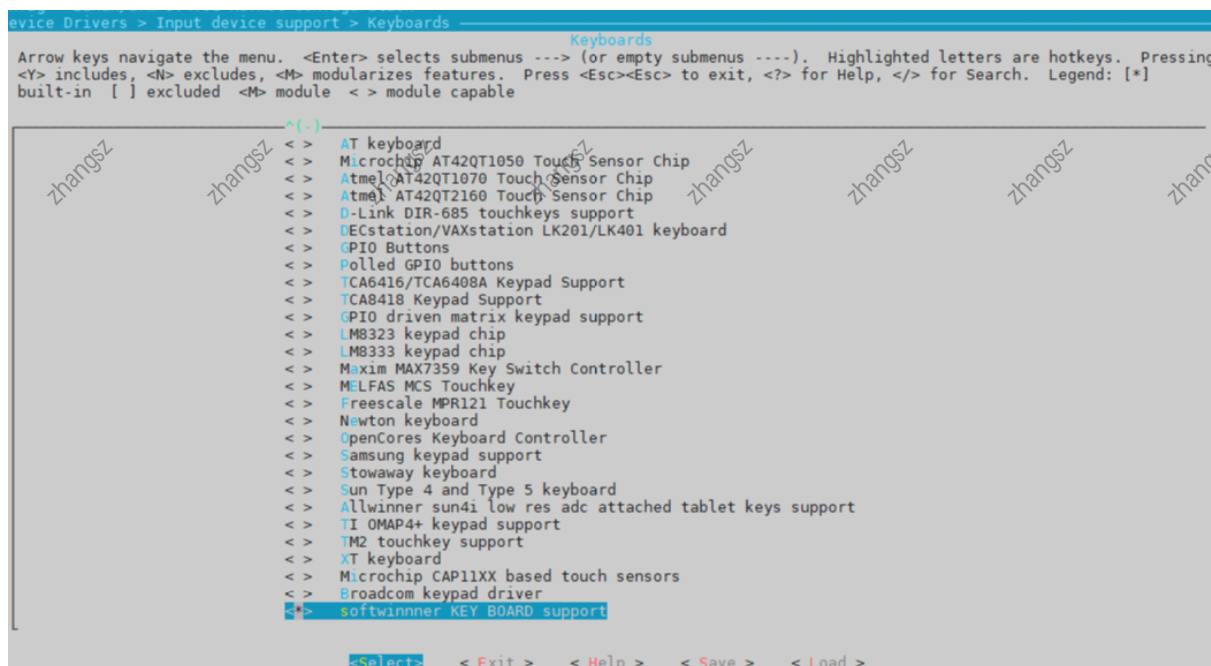 evice Drivers > Input device support > Keyboards
Keyboards
Arrow keys navigate the menu.  <Enter> selects submenus ---> (or empty submenus ----).  Highlighted letters are hotkeys.  Pressing
<Y> includes, <N> excludes, <M> modularizes features.  Press <Esc><Esc> to exit, <?> for Help, </> for Search.  Legend: [*]
built-in  [ ] excluded  <M> module  < > module capable
^(-)
< >   AT keyboard
< >   Microchip AT42QT1050 Touch Sensor Chip
< >   Atmel AT42QT1070 Touch Sensor Chip
< >   Atmel AT42QT2160 Touch Sensor Chip
< >   D-Link DIR-685 touchkeys support
< >   DECstation/VAXstation LK201/LK401 keyboard
< >   GPIO Buttons
< >   Polled GPIO buttons
< >   TCA6416/TCA6408A Keypad Support
< >   TCA8418 Keypad Support
< >   GPIO driven matrix keypad support
< >   LM8323 keypad chip
< >   LM8333 keypad chip
< >   Maxim MAX7359 Key Switch Controller
< >   MELFAS MCS Touchkey
< >   Freescale MPR121 Touchkey
< >   Newton keyboard
< >   OpenCores Keyboard Controller
< >   Samsung keypad support
< >   Stowaway keyboard
< >   Sun Type 4 and Type 5 keyboard
< >   Allwinner sun4i low res adc attached tablet keys support
< >   TI OMAP4+ keypad support
< >   TM2 touchkey support
< >   XT keyboard
< >   Microchip CAP11XX based touch sensors
< >   Broadcom keypad driver
<*>   softwinnner KEY BOARD support
<Select>    < Exit >    < Help >    < Save >    < Load >
zhangsz zhangsz zhangsz zhangsz zhangsz zhangsz zhangsz zhan